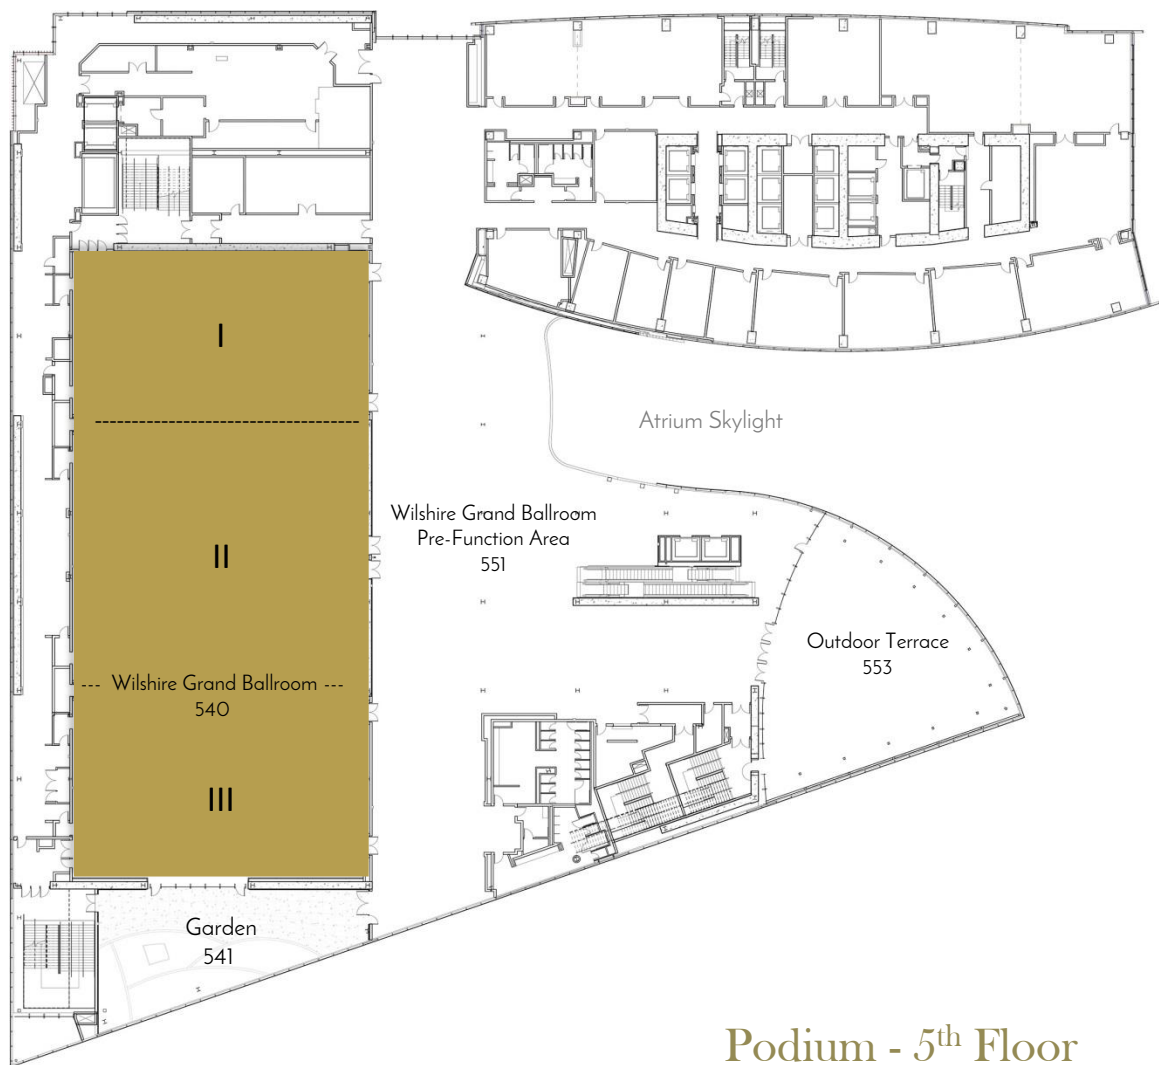 I
Atrium Skylight
Wilshire Grand Ballroom
Pre-Function Area
551
II
Outdoor Terrace
553
--- Wilshire Grand Ballroom ---
540
III
Garden
541
Podium - 5th Floor